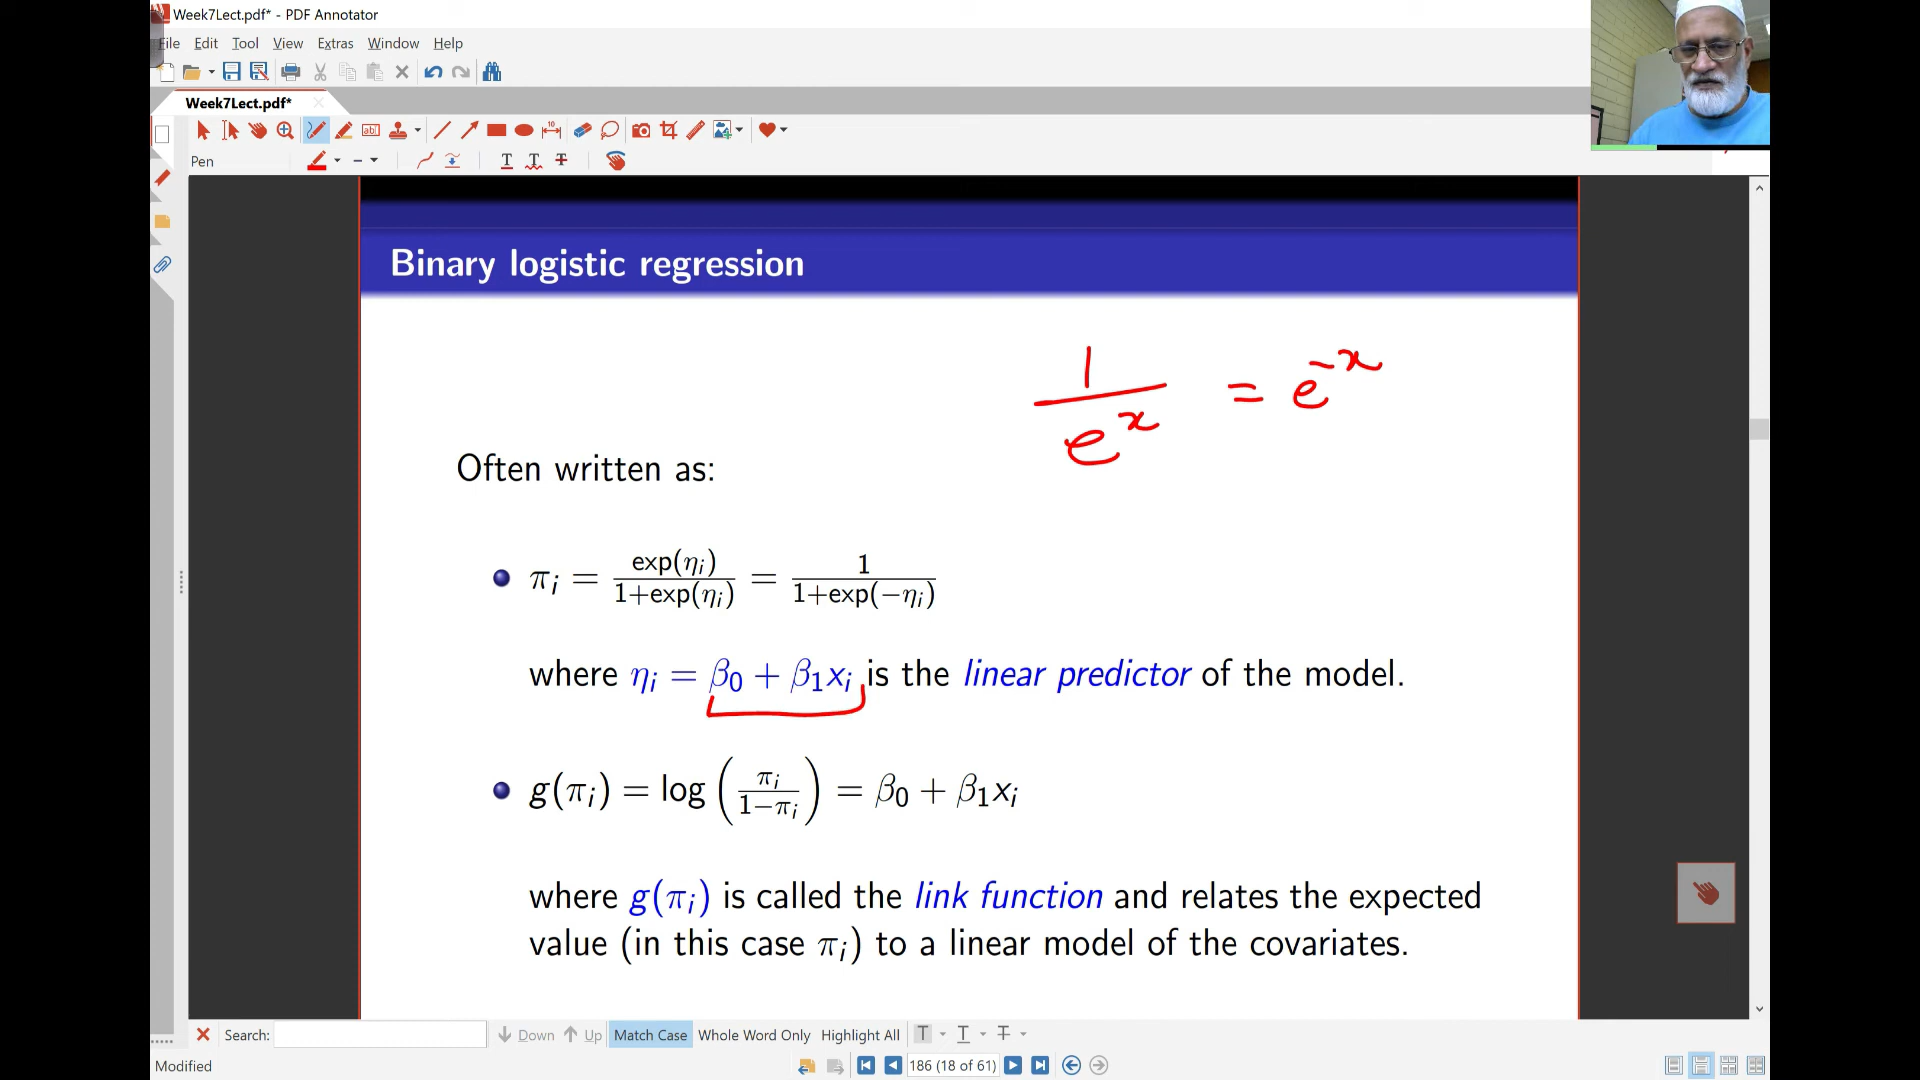 Week7Lect.pdf* - PDF Annotator
File Edit Tool View Extras Window Help
Week7Lect.pdf*
Pen
Binary logistic regression
1/e^x = e^-x
Often written as:
π_i = exp(η_i)/(1+exp(η_i)) = 1/(1+exp(−η_i))
where η_i = β_0 + β_1x_i is the linear predictor of the model.
g(π_i) = log (π_i/(1−π_i)) = β_0 + β_1x_i
where g(π_i) is called the link function and relates the expected
value (in this case π_i) to a linear model of the covariates.
Search: Down Up Match Case Whole Word Only Highlight All T T T
Modified 186 (18 of 61)